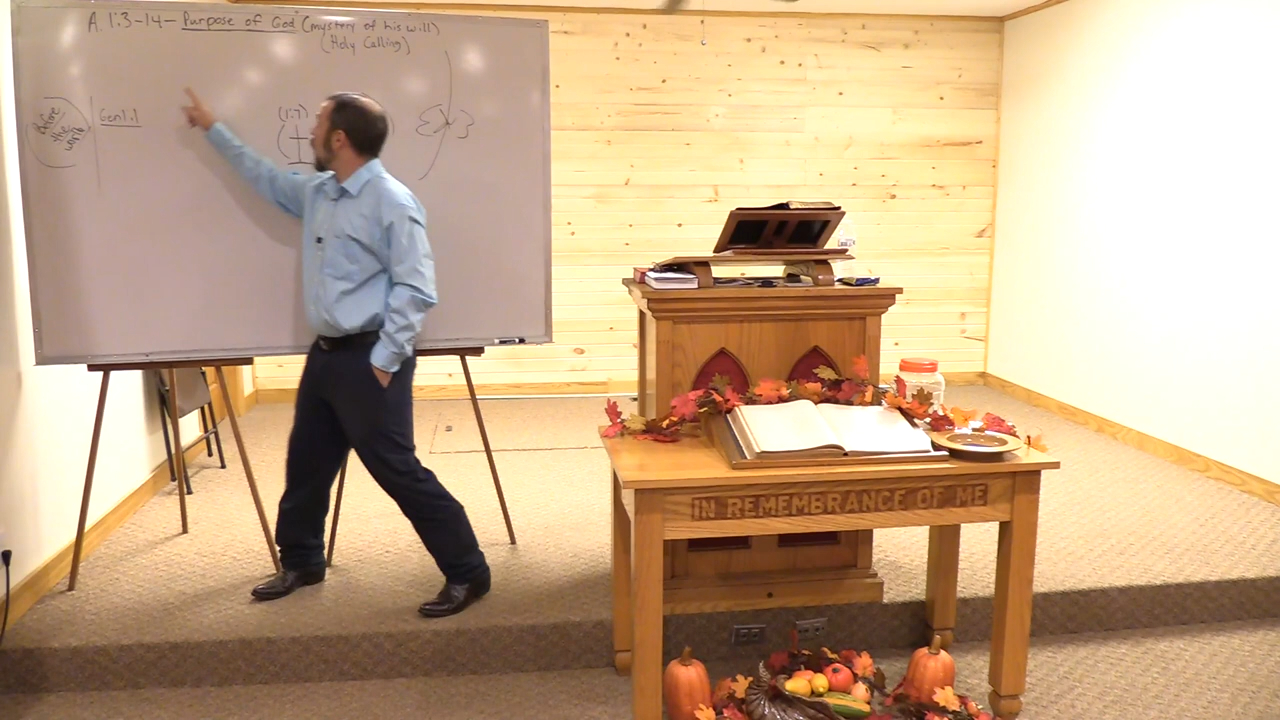 A. 1:3-14- Purpose of God (mystery of his will)
(Holy Calling)
before
the
world
Gen 1:1
(1:7)
IN REMEMBRANCE OF ME